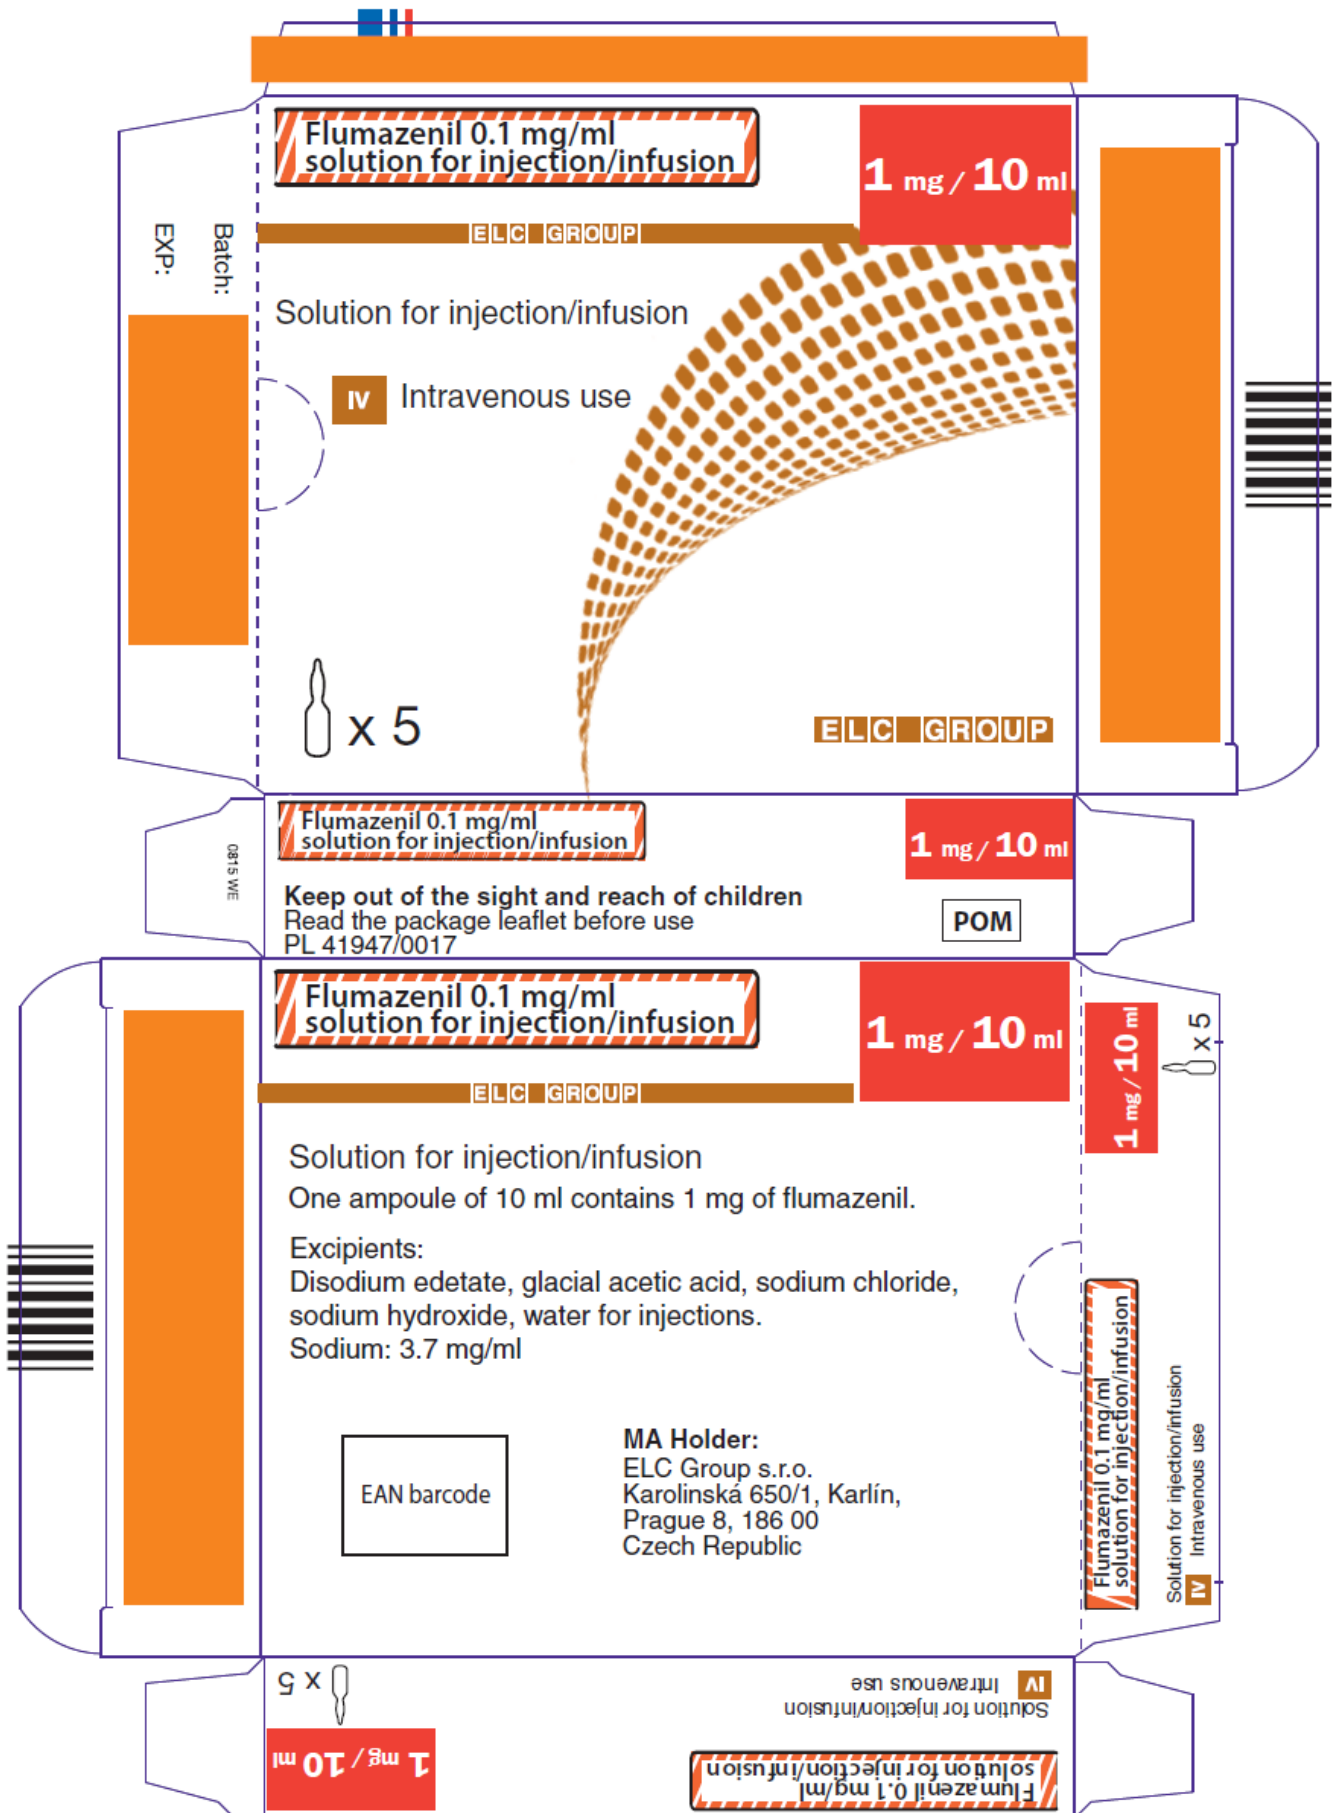 Flumazenil 0.1 mg/ml
solution for injection/infusion
1 mg / 10 ml
ELC GROUP
Batch:
EXP:
Solution for injection/infusion
IV Intravenous use
x 5
ELC GROUP
Flumazenil 0.1 mg/ml
solution for injection/infusion
1 mg / 10 ml
0815 WE
Keep out of the sight and reach of children
Read the package leaflet before use
PL 41947/0017
POM
Flumazenil 0.1 mg/ml
solution for injection/infusion
1 mg / 10 ml
ELC GROUP
Solution for injection/infusion
One ampoule of 10 ml contains 1 mg of flumazenil.
Excipients:
Disodium edetate, glacial acetic acid, sodium chloride,
sodium hydroxide, water for injections.
Sodium: 3.7 mg/ml
EAN barcode
MA Holder:
ELC Group s.r.o.
Karolinská 650/1, Karlín,
Prague 8, 186 00
Czech Republic
1 mg / 10 ml
x 5
Flumazenil 0.1 mg/ml
solution for injection/infusion
Solution for injection/infusion
IV Intravenous use
Flumazenil 0.1 mg/ml
solution for injection/infusion
1 mg / 10 ml
Solution for injection/infusion
IV Intravenous use
x 5